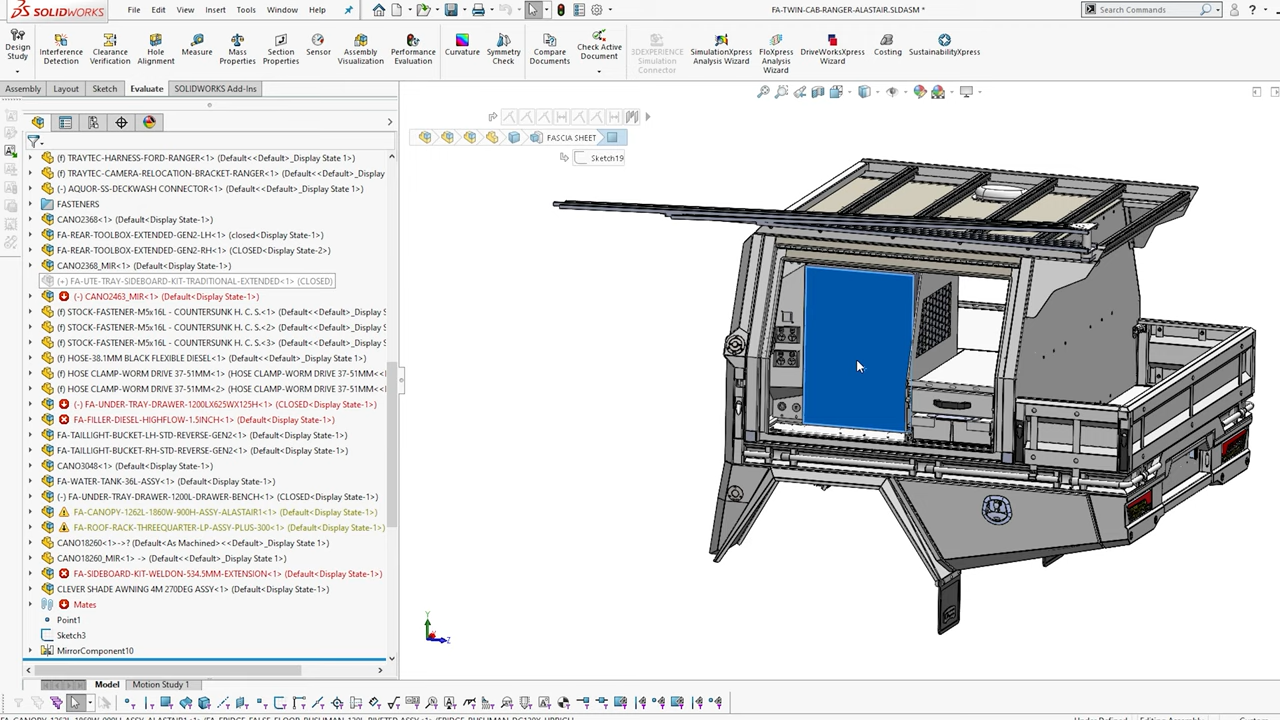 SOLIDWORKS
File Edit View Insert Tools Window Help
FA-TWIN-CAB-RANGER-ALASTAIR.SLDASM *
Search Commands
Design Study
Interference Detection
Clearance Verification
Hole Alignment
Measure
Mass Properties
Section Properties
Sensor
Assembly Visualization
Performance Evaluation
Curvature
Symmetry Check
Compare Documents
Check Active Document
3DEXPERIENCE Simulation Connector
SimulationXpress Analysis Wizard
FloXpress Analysis Wizard
DriveWorksXpress Wizard
Costing
SustainabilityXpress
Assembly Layout Sketch Evaluate SOLIDWORKS Add-Ins
FASCIA SHEET
Sketch19
(f) TRAYTEC-HARNESS-FORD-RANGER<1> (Default<<Default>_Display State 1>)
(f) TRAYTEC-CAMERA-RELOCATION-BRACKET-RANGER<1> (Default<<Default>_Display
(-) AQUOR-SS-DECKWASH CONNECTOR<1> (Default<<Default>_Display State 1>)
FASTENERS
CANO2368<1> (Default<<Default>_Display State 1>)
FA-REAR-TOOLBOX-EXTENDED-GEN2-LH<1> (closed<Display State-1>)
FA-REAR-TOOLBOX-EXTENDED-GEN2-RH<1> (CLOSED<Display State-2>)
CANO2368_MIR<1> (Default<Display State-1>)
(+) FA-UTE-TRAY-SIDEBOARD-KIT-TRADITIONAL-EXTENDED<1> (CLOSED)
(-) CANO2463_MIR<1> (Default<Display State-1>)
(f) STOCK-FASTENER-M5x16L - COUNTERSUNK H. C. S.<1> (Default<<Default>_Display S
(f) STOCK-FASTENER-M5x16L - COUNTERSUNK H. C. S.<2> (Default<<Default>_Display S
(f) STOCK-FASTENER-M5x16L - COUNTERSUNK H. C. S.<3> (Default<<Default>_Display S
(f) HOSE-38.1MM BLACK FLEXIBLE DIESEL<1> (Default<<Default>_Display State 1>)
(f) HOSE CLAMP-WORM DRIVE 37-51MM<1> (HOSE CLAMP-WORM DRIVE 37-51MM<<
(f) HOSE CLAMP-WORM DRIVE 37-51MM<2> (HOSE CLAMP-WORM DRIVE 37-51MM<<
(-) FA-UNDER-TRAY-DRAWER-1200LX625WX125H<1> (CLOSED<Display State-1>)
FA-FILLER-DIESEL-HIGHFLOW-1.5INCH<1> (Default<Display State-1>)
FA-TAILLIGHT-BUCKET-LH-STD-REVERSE-GEN2<1> (Default<Display State-1>)
FA-TAILLIGHT-BUCKET-RH-STD-REVERSE-GEN2<1> (Default<Display State-1>)
CANO3048<1> (Default<Display State-1>)
FA-WATER-TANK-36L-ASSY<1> (Default<Display State-1>)
(-) FA-UNDER-TRAY-DRAWER-1200L-DRAWER-BENCH<1> (CLOSED<Display State-1>)
FA-CANOPY-1262L-1860W-900H-ASSY-ALASTAIR1<1> (Default<Display State-1>)
FA-ROOF-RACK-THREEQUARTER-LP-ASSY-PLUS-300<1> (Default<Display State-1>)
CANO18260<1>->? (Default<As Machined><<Default>_Display State 1>)
CANO18260_MIR<1> -> (Default<<Default>_Display State 1>)
FA-SIDEBOARD-KIT-WELDON-534.5MM-EXTENSION<1> (Default<Display State-1>)
CLEVER SHADE AWNING 4M 270DEG ASSY<1> (Default<Display State-1>)
Mates
Point1
Sketch3
MirrorComponent10
Model Motion Study 1